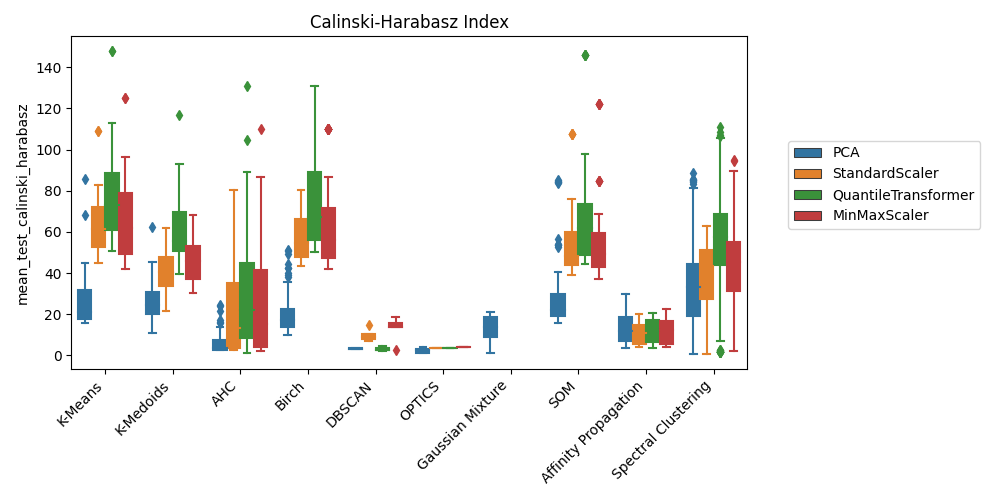 Calinski-Harabasz Index
mean_test_calinski_harabasz
140
120
100
80
60
40
20
0
K-Means
K-Medoids
AHC
Birch
DBSCAN
OPTICS
Gaussian Mixture
SOM
Affinity Propagation
Spectral Clustering
PCA
StandardScaler
QuantileTransformer
MinMaxScaler